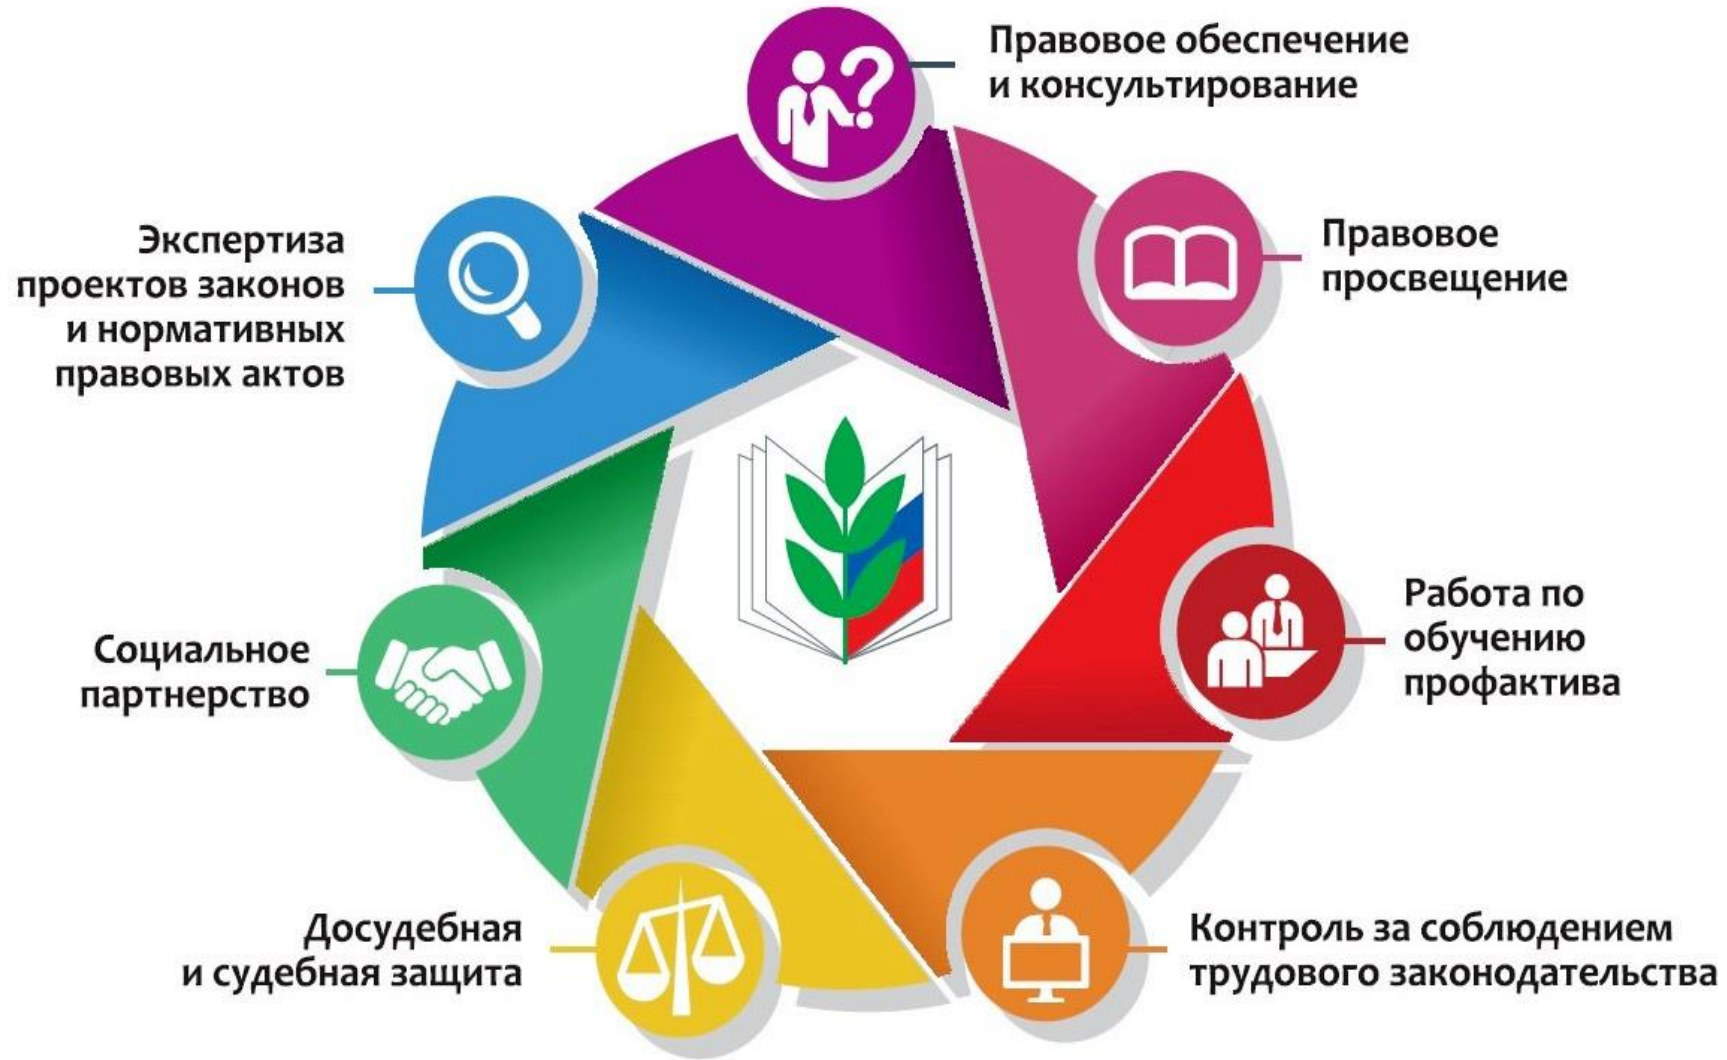 Правовое обеспечение
и консультирование
Правовое
просвещение
Работа по
обучению
профактива
Контроль за соблюдением
трудового законодательства
Досудебная
и судебная защита
Социальное
партнерство
Экспертиза
проектов законов
и нормативных
правовых актов